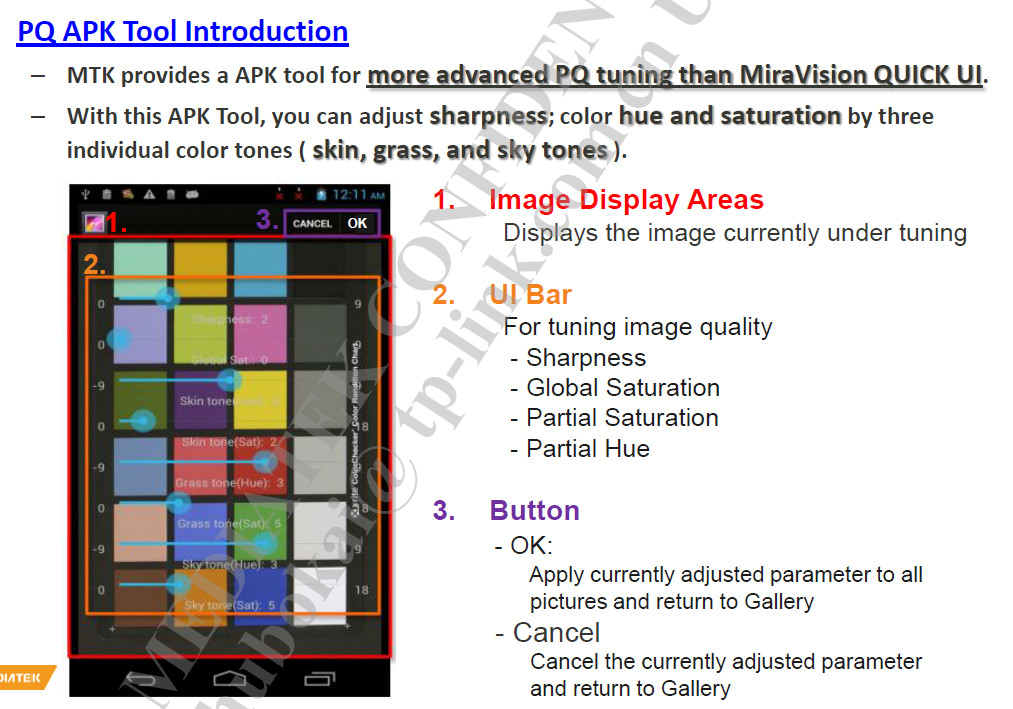 PQ APK Tool Introduction
– MTK provides a APK tool for more advanced PQ tuning than MiraVision QUICK UI.
– With this APK Tool, you can adjust sharpness; color hue and saturation by three
individual color tones ( skin, grass, and sky tones ).
12:11 AM
1.
3.
CANCEL OK
2.
0
9
Sharpness: 2
0
Global Sat.: 0
-9
Skin tone
0
18
Skin tone(Sat): 2
-9
Grass tone(Hue): 3
0
18
Grass tone(Sat): 5
-9
9
Sky tone(Hue): 3
0
18
Sky tone(Sat): 5
ColorChecker Color Rendition Chart
1. Image Display Areas
Displays the image currently under tuning
2. UI Bar
For tuning image quality
- Sharpness
- Global Saturation
- Partial Saturation
- Partial Hue
3. Button
- OK:
Apply currently adjusted parameter to all
pictures and return to Gallery
- Cancel
Cancel the currently adjusted parameter
and return to Gallery
DIATEK
MEDIATEK CONFIDEN
hubokai@tp-link.com.cn U